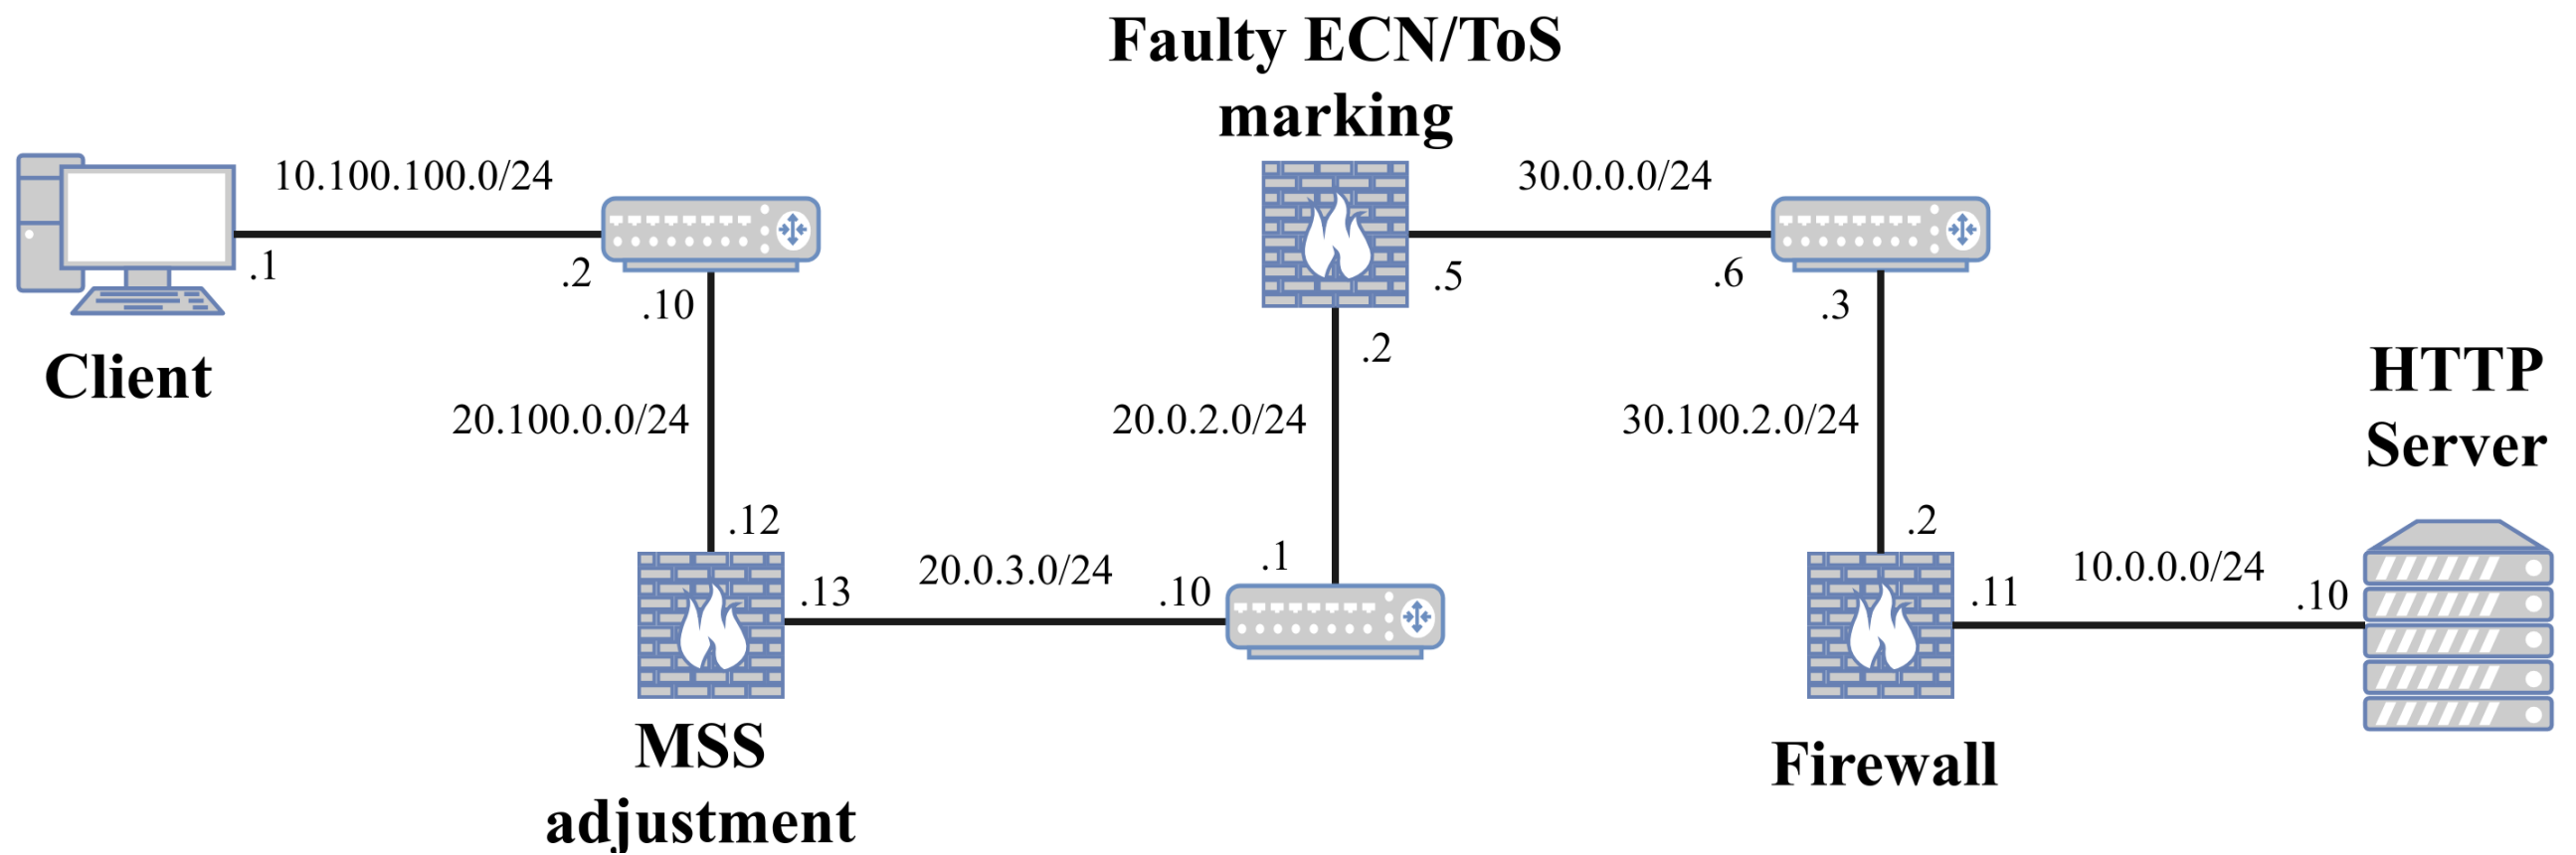 Faulty ECN/ToS
marking
10.100.100.0/24
30.0.0.0/24
.1
.2
.10
.5
.6
.3
.2
Client
20.100.0.0/24
20.0.2.0/24
30.100.2.0/24
HTTP
Server
.12
.13
20.0.3.0/24
.10
.1
.2
.11
10.0.0.0/24
.10
MSS
adjustment
Firewall